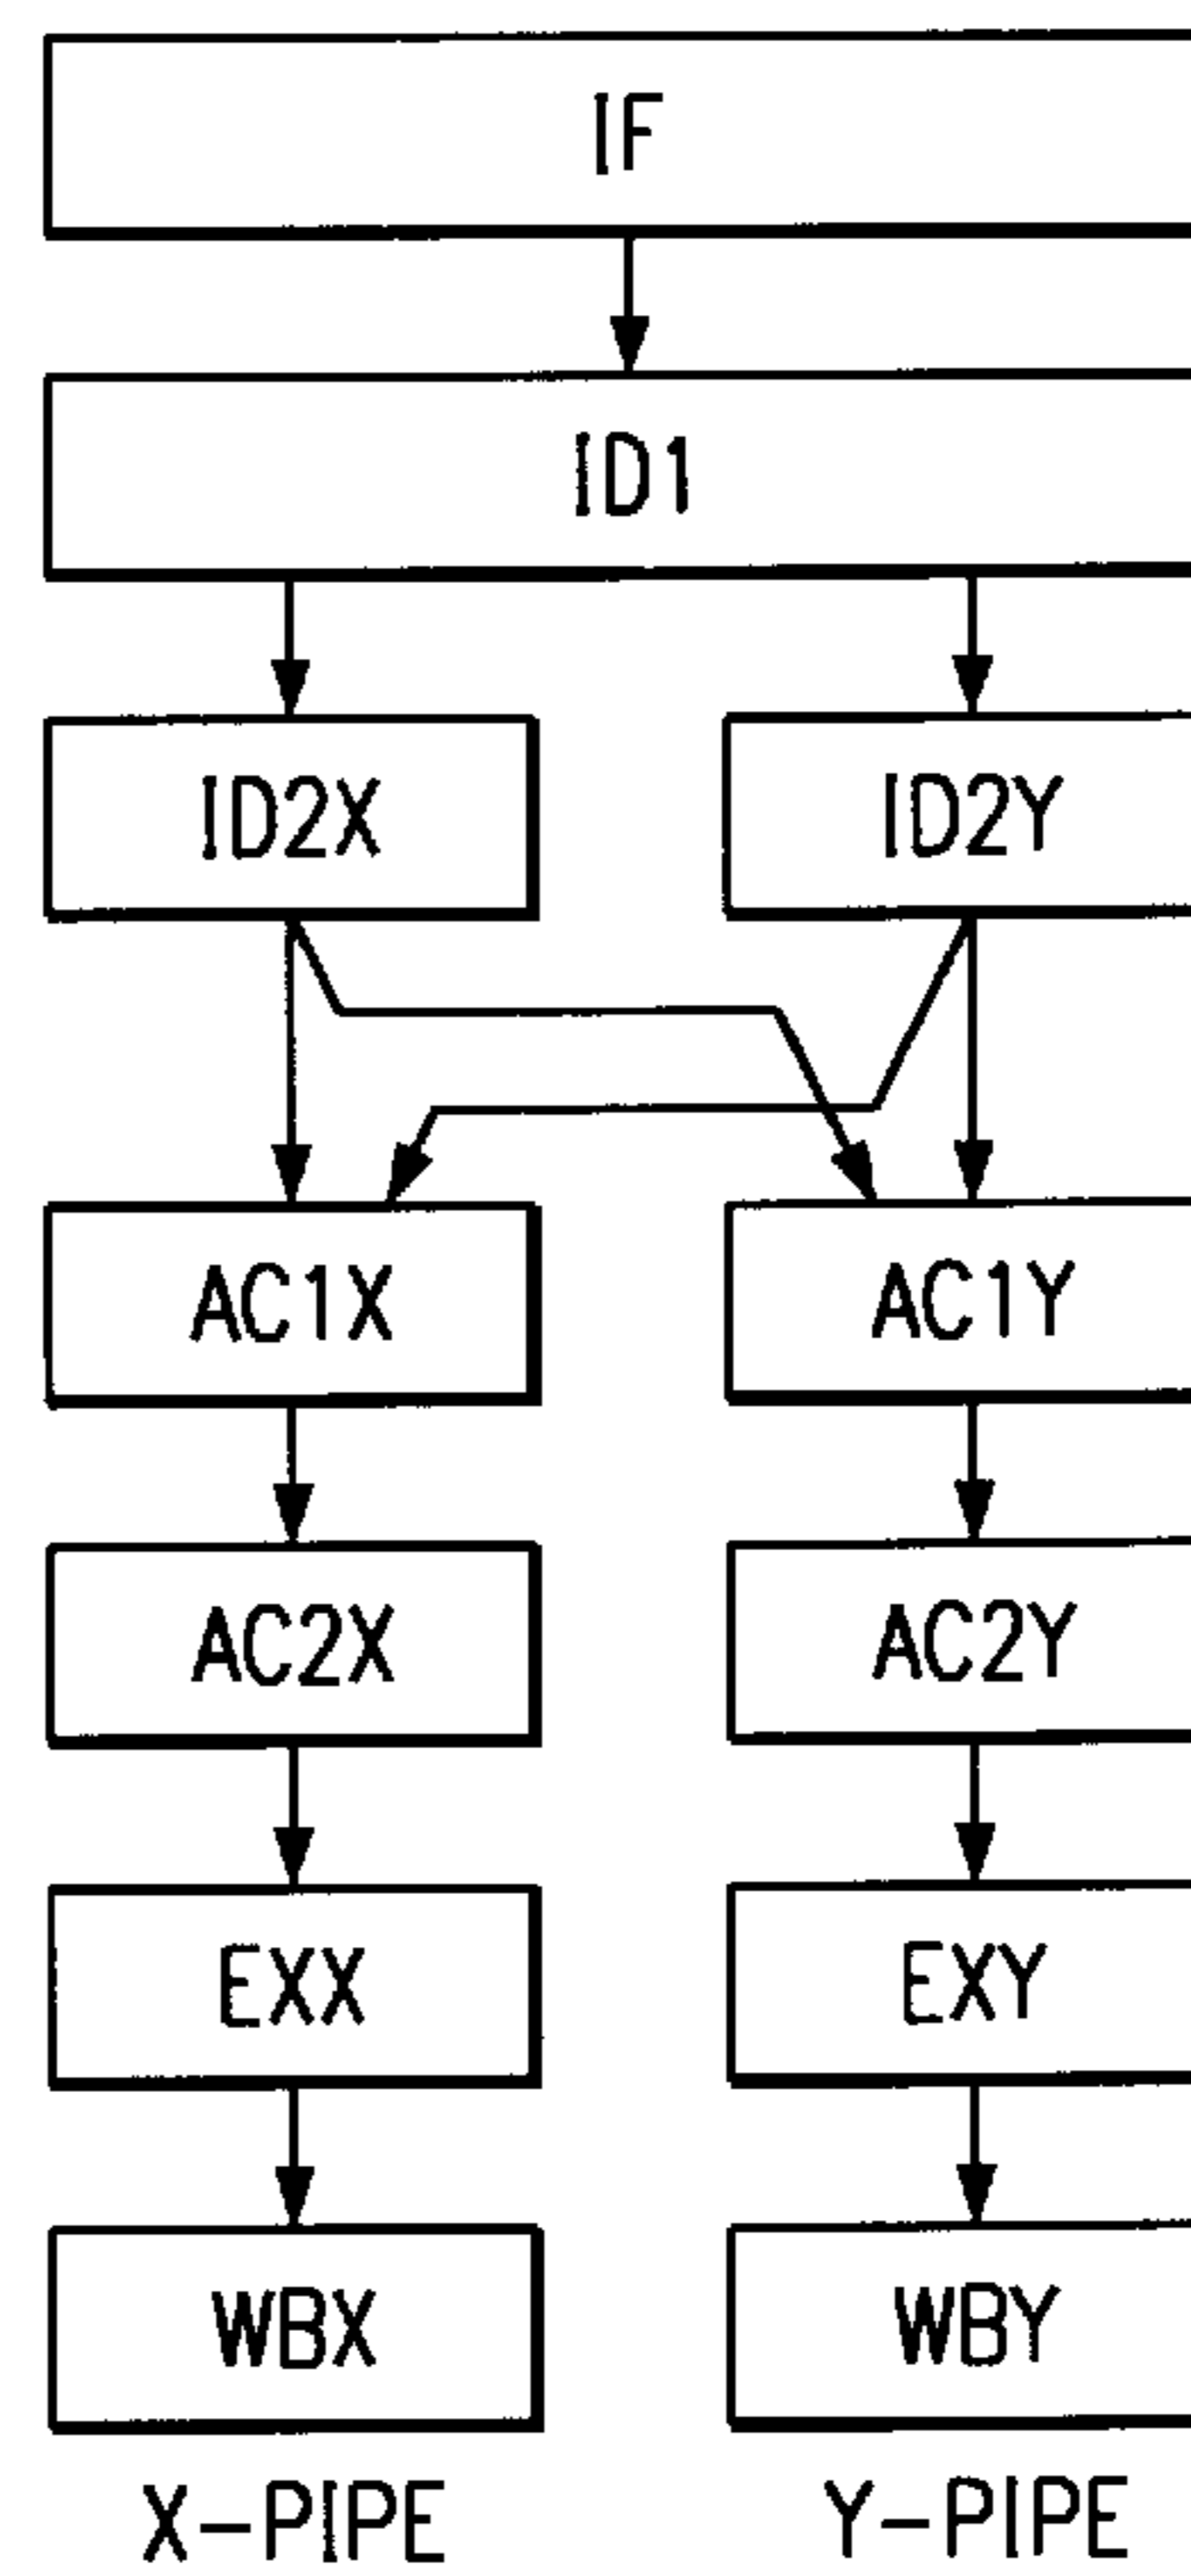 IF
ID1
ID2X ID2Y
AC1X AC1Y
AC2X AC2Y
EXX EXY
WBX WBY
X-PIPE Y-PIPE